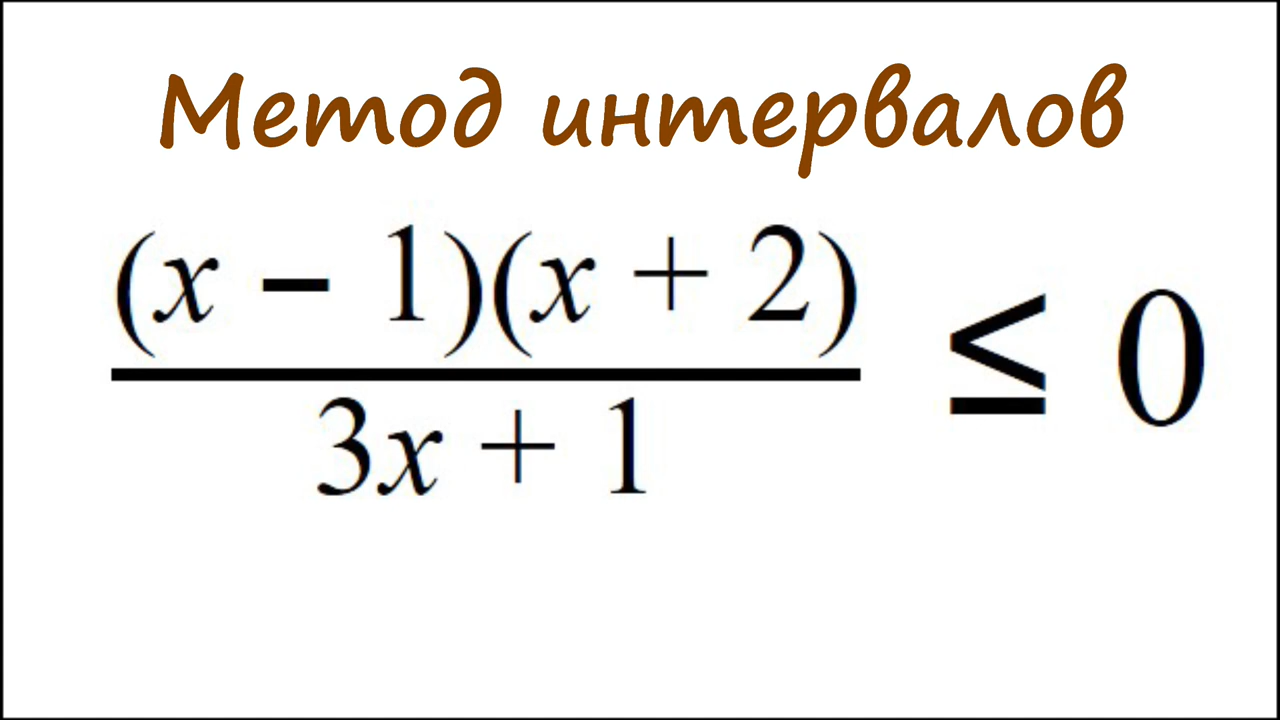 Метод интервалов
(x – 1)(x + 2)
3x + 1
≤ 0